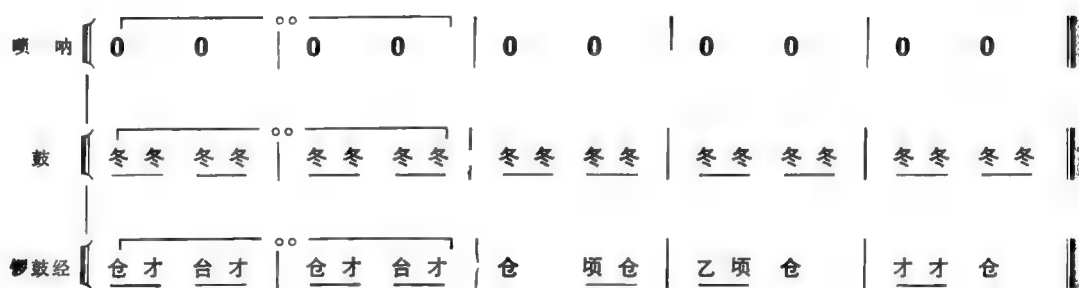 唢呐 0 0 0 0 0 0 0 0 0 0
鼓 冬冬 冬冬 冬冬 冬冬 冬冬 冬冬 冬冬 冬冬 冬冬 冬冬
锣鼓经 仓才 台才 仓才 台才 仓 顷仓 乙顷 仓 才才 仓